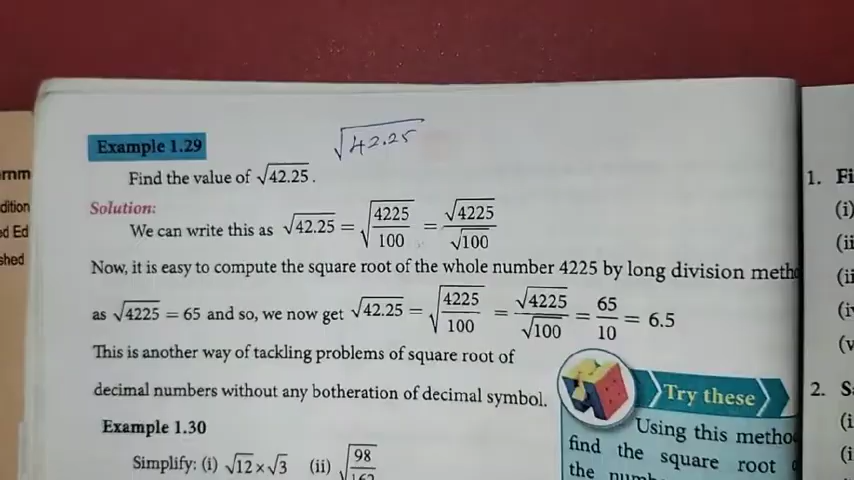 Example 1.29
√42.25
Find the value of √42.25.
Solution:
We can write this as √42.25 = √(4225/100) = √4225/√100
Now, it is easy to compute the square root of the whole number 4225 by long division
as √4225 = 65 and so, we now get √42.25 = √(4225/100) = √4225/√100 = 65/10 = 6.5
This is another way of tackling problems of square root of
decimal numbers without any botheration of decimal symbol.
Try these
Example 1.30
Using this
Simplify: (i) √12×√3 (ii)
find the square root
the
1.
(i)
(ii
(ii
(v
2.
(i
(i
dition
d Ed
shed